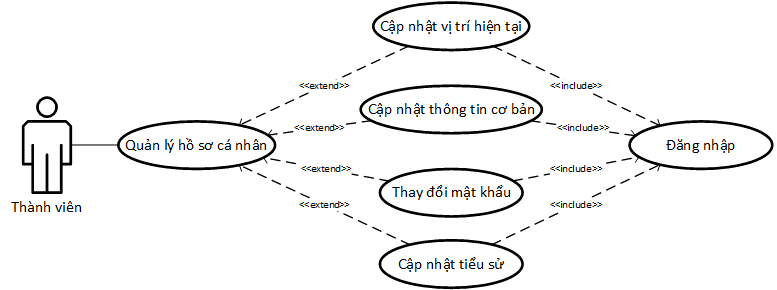 Cập nhật vị trí hiện tại
<<extend>>
<<include>>
Cập nhật thông tin cơ bản
<<extend>>
<<include>>
Quản lý hồ sơ cá nhân
Đăng nhập
<<extend>>
<<include>>
Thay đổi mật khẩu
Thành viên
<<extend>>
<<include>>
Cập nhật tiểu sử